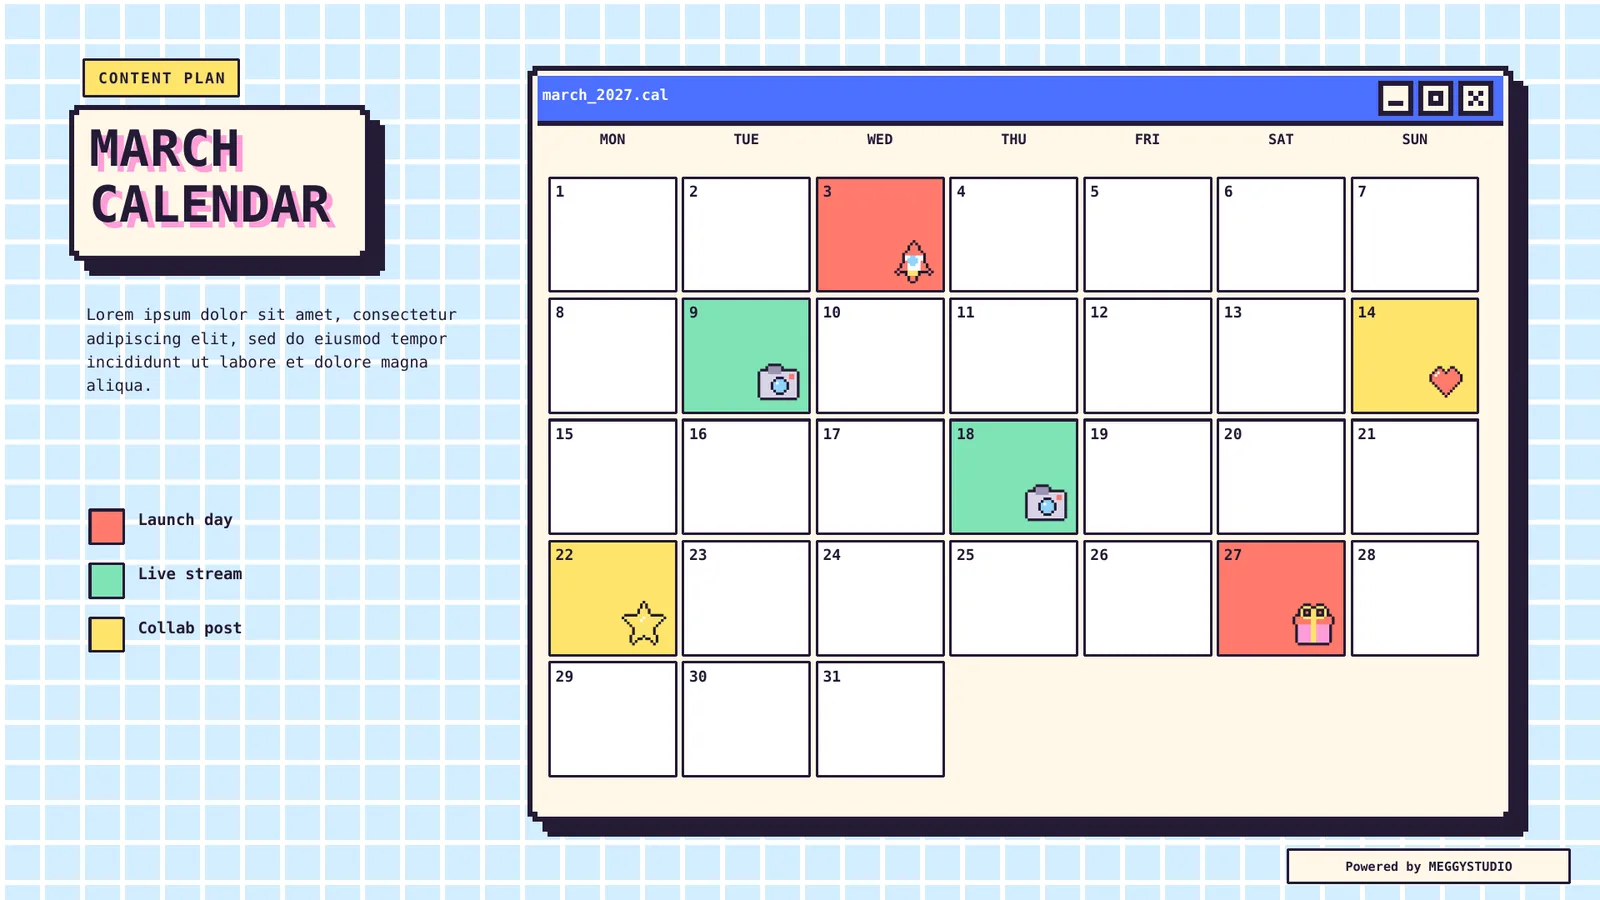 CONTENT PLAN
MARCH
CALENDAR
Lorem ipsum dolor sit amet, consectetur
adipiscing elit, sed do eiusmod tempor
incididunt ut labore et dolore magna
aliqua.
Launch day
Live stream
Collab post
march_2027.cal
MON TUE WED THU FRI SAT SUN
1 2 3 4 5 6 7
8 9 10 11 12 13 14
15 16 17 18 19 20 21
22 23 24 25 26 27 28
29 30 31
Powered by MEGGYSTUDIO